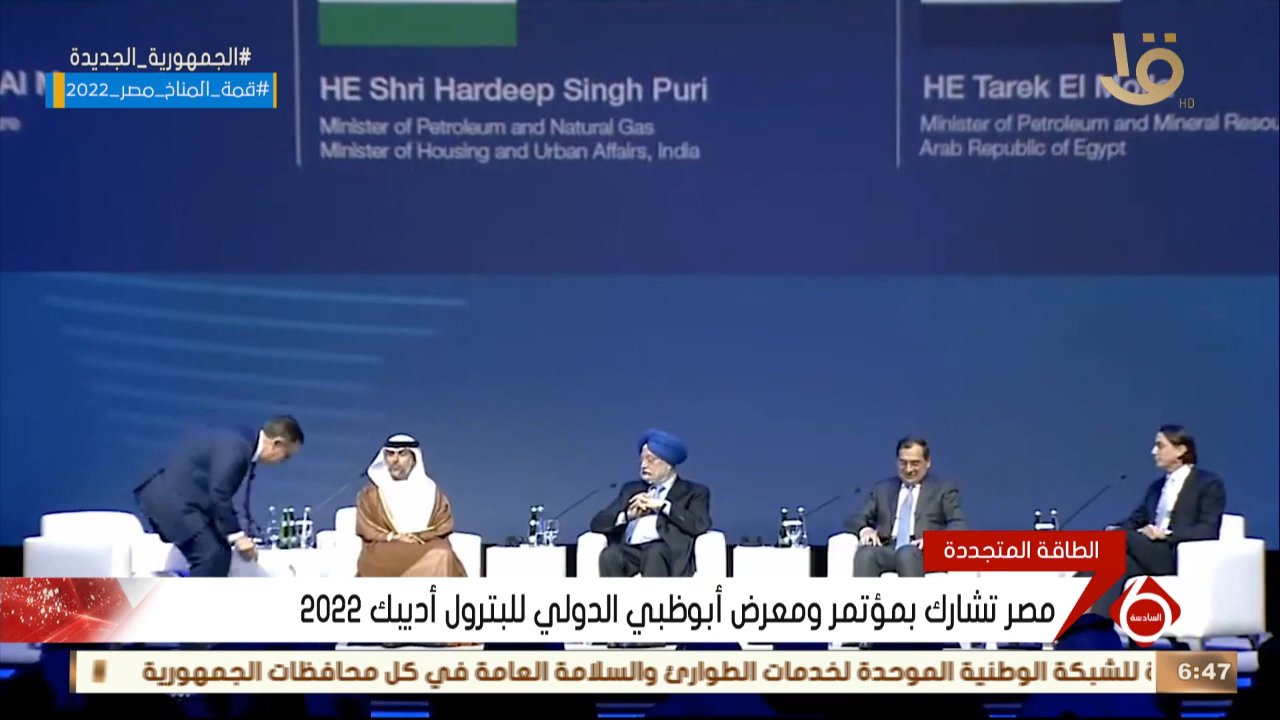 #الجمهورية_الجديدة
#قمة_المناخ_مصر_2022
HD
HE Shri Hardeep Singh Puri
Minister of Petroleum and Natural Gas
Minister of Housing and Urban Affairs, India
HE Tarek El
Minister of Petroleum and Mineral
Arab Republic of Egypt
الطاقة المتجددة
مصر تشارك بمؤتمر ومعرض أبوظبي الدولي للبترول أديبك 2022
السادسة
للشبكة الوطنية الموحدة لخدمات الطوارئ والسلامة العامة في كل محافظات الجمهورية
6:47